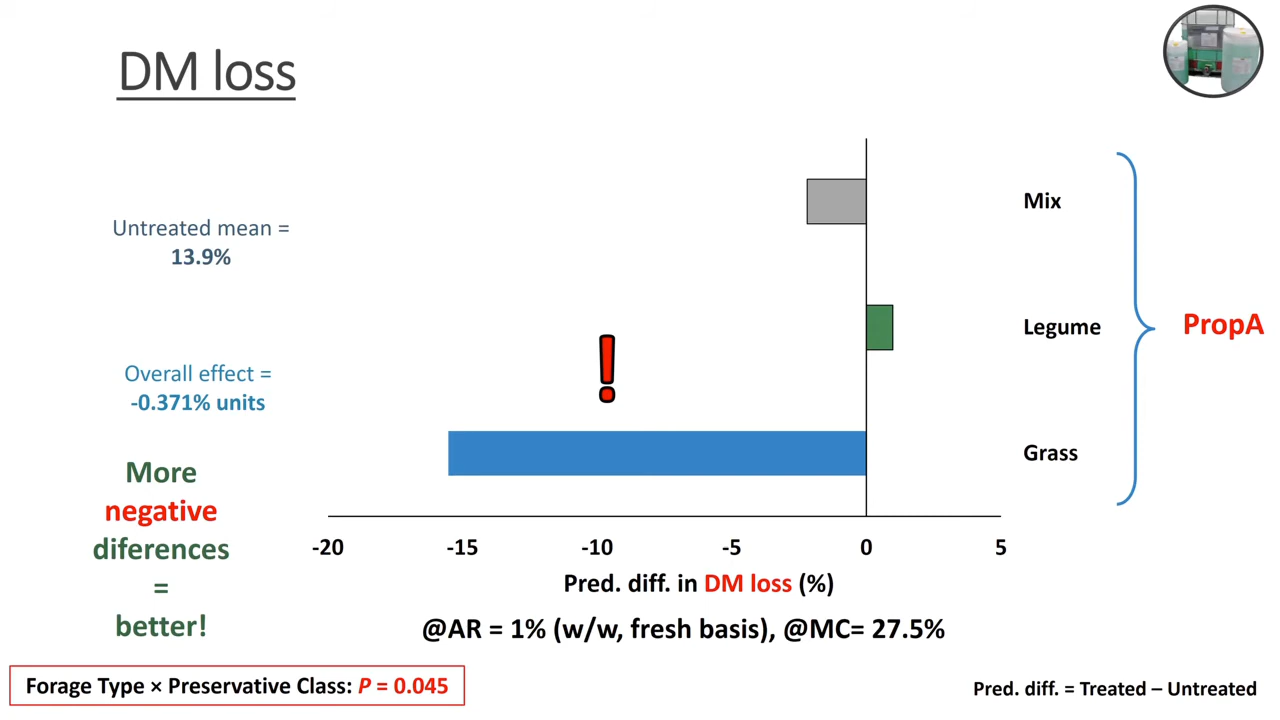 DM loss
Untreated mean =
13.9%
Overall effect =
-0.371% units
More
negative
diferences
=
better!
!
Mix
Legume
Grass
PropA
-20 -15 -10 -5 0 5
Pred. diff. in DM loss (%)
@AR = 1% (w/w, fresh basis), @MC= 27.5%
Forage Type × Preservative Class: P = 0.045
Pred. diff. = Treated – Untreated